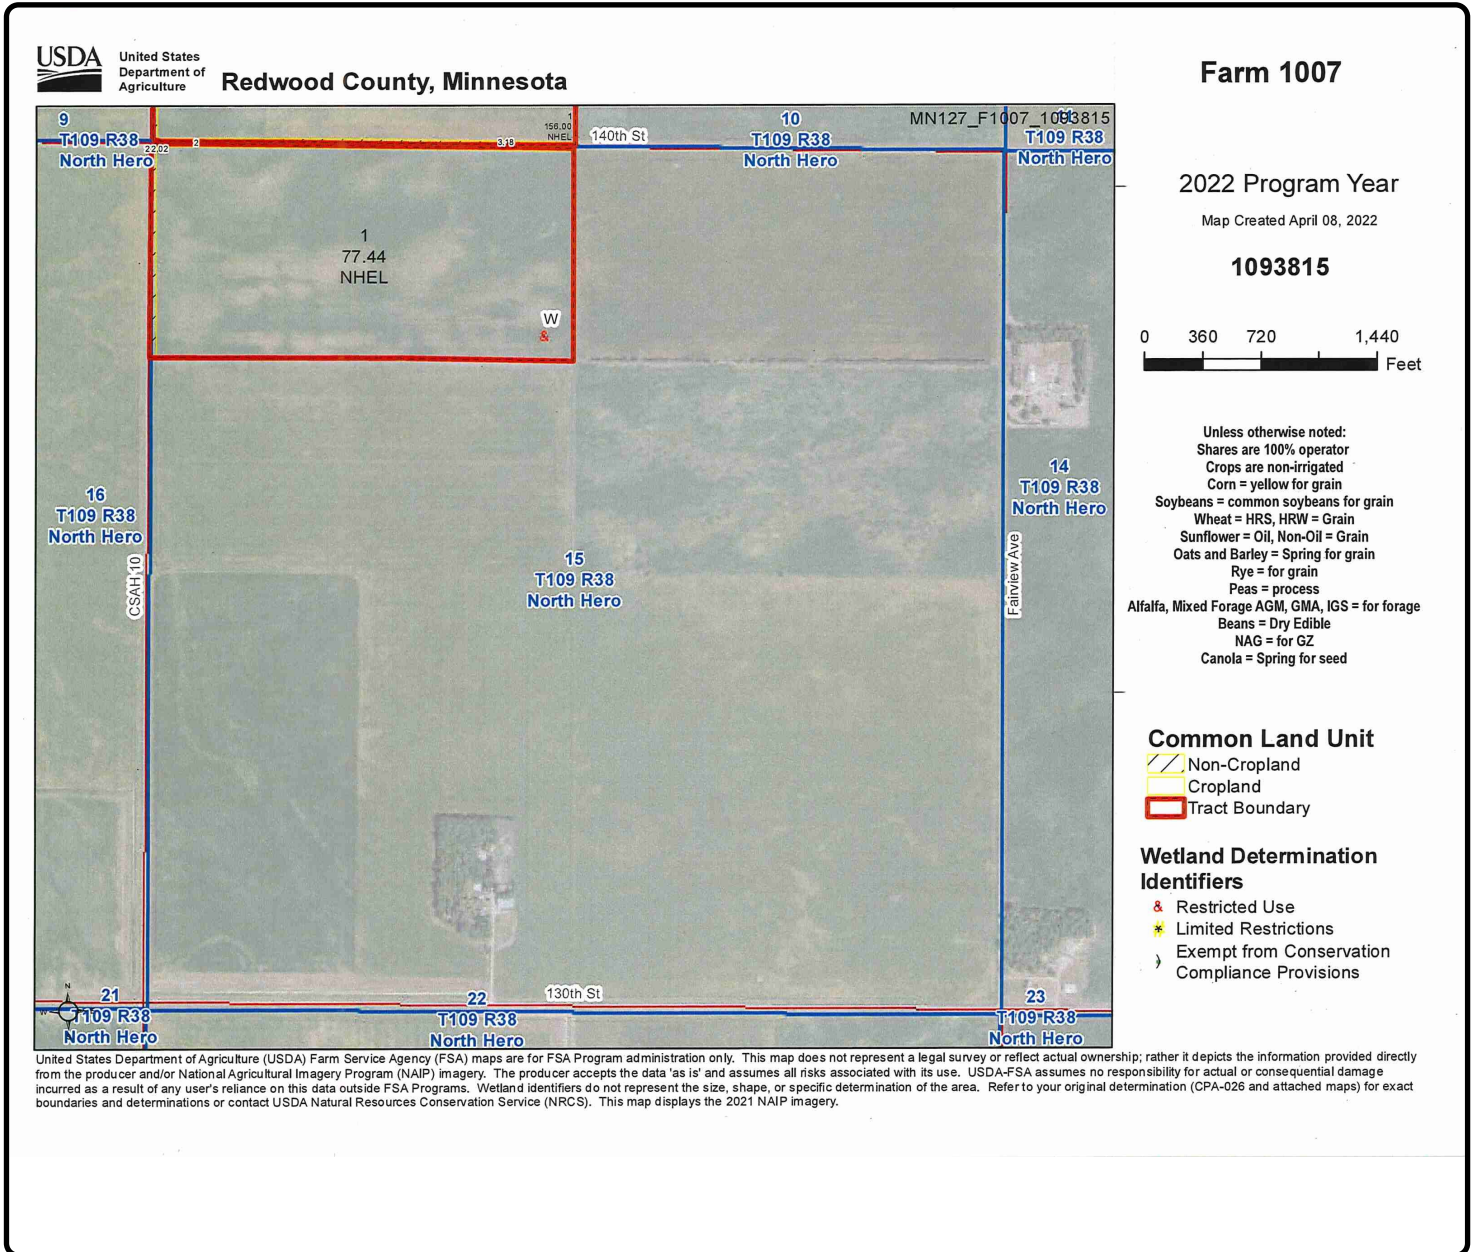 USDA
United States
Department of
Agriculture
Redwood County, Minnesota
Farm 1007
2022 Program Year
Map Created April 08, 2022
1093815
0 360 720 1,440
Feet
Unless otherwise noted:
Shares are 100% operator
Crops are non-irrigated
Corn = yellow for grain
Soybeans = common soybeans for grain
Wheat = HRS, HRW = Grain
Sunflower = Oil, Non-Oil = Grain
Oats and Barley = Spring for grain
Rye = for grain
Peas = process
Alfalfa, Mixed Forage AGM, GMA, IGS = for forage
Beans = Dry Edible
NAG = for GZ
Canola = Spring for seed
Common Land Unit
Non-Cropland
Cropland
Tract Boundary
Wetland Determination
Identifiers
& Restricted Use
Limited Restrictions
Exempt from Conservation
Compliance Provisions
9
T109 R38
North Hero
1
156.00
NHEL
140th St
10
T109 R38
North Hero
MN127_F1007_1093815
11
T109 R38
North Hero
2
2.02
2
3.18
1
77.44
NHEL
W
&
16
T109 R38
North Hero
CSAH 10
15
T109 R38
North Hero
14
T109 R38
North Hero
Fairview Ave
130th St
N
W
21
T109 R38
North Hero
22
T109 R38
North Hero
23
T109 R38
North Hero
United States Department of Agriculture (USDA) Farm Service Agency (FSA) maps are for FSA Program administration only. This map does not represent a legal survey or reflect actual ownership; rather it depicts the information provided directly
from the producer and/or National Agricultural Imagery Program (NAIP) imagery. The producer accepts the data 'as is' and assumes all risks associated with its use. USDA-FSA assumes no responsibility for actual or consequential damage
incurred as a result of any user's reliance on this data outside FSA Programs. Wetland identifiers do not represent the size, shape, or specific determination of the area. Refer to your original determination (CPA-026 and attached maps) for exact
boundaries and determinations or contact USDA Natural Resources Conservation Service (NRCS). This map displays the 2021 NAIP imagery.